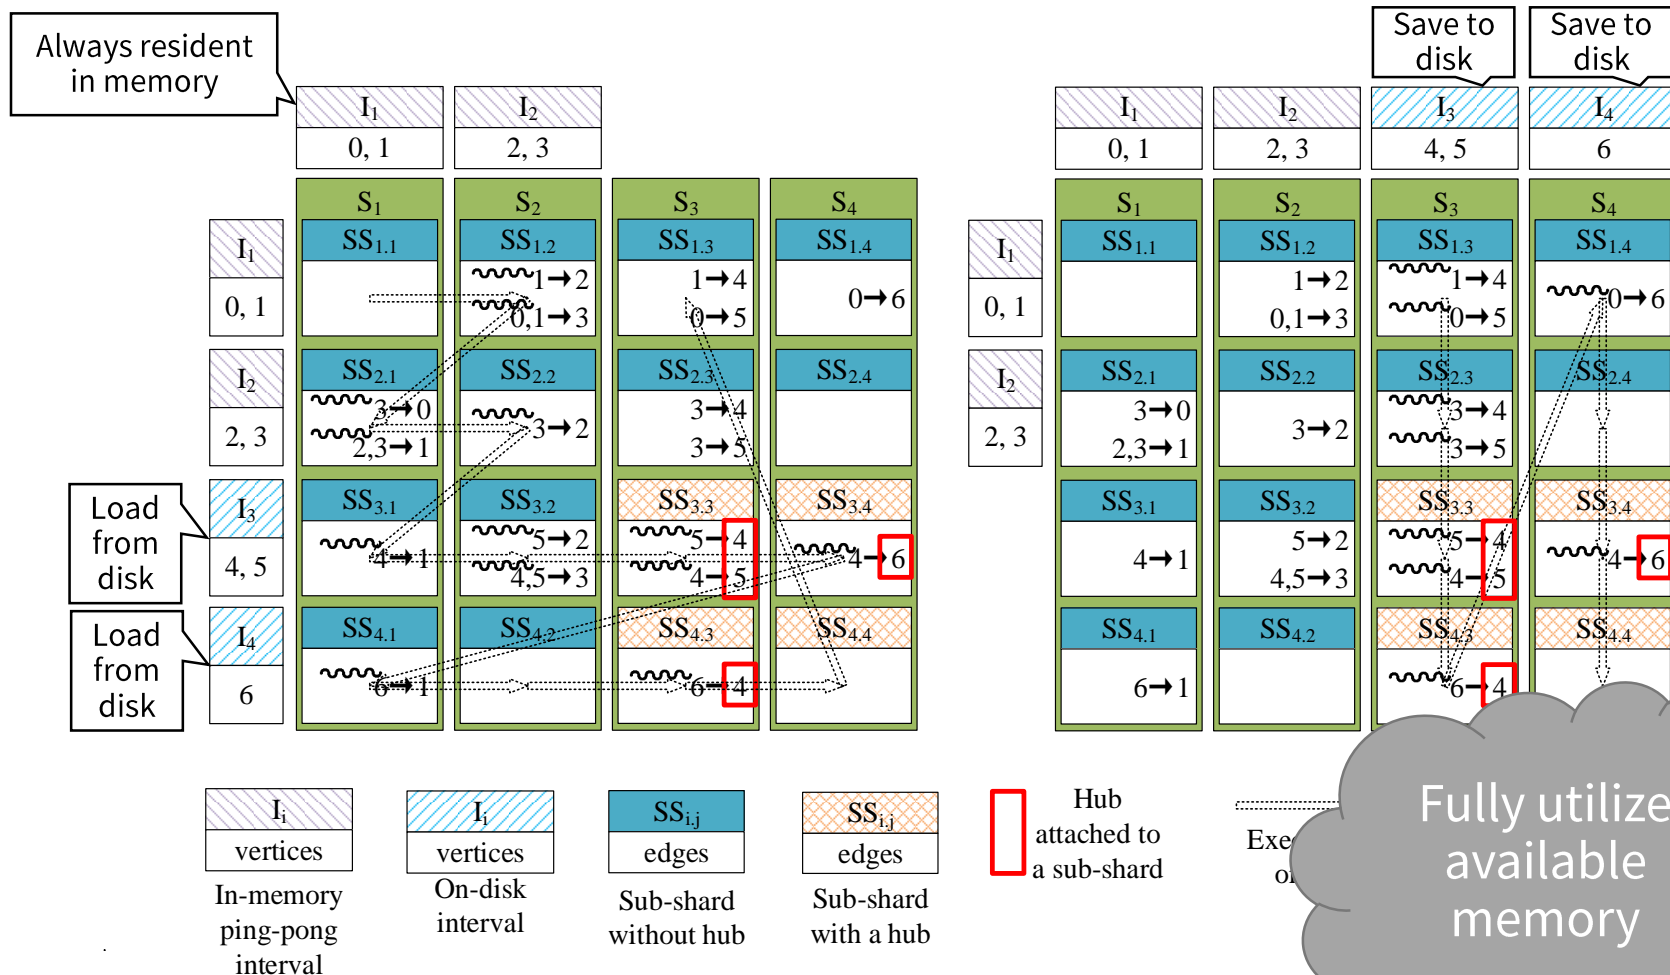 Always resident
in memory
Save to
disk
Save to
disk
I1
I2
0, 1
2, 3
I1
I2
I3
I4
0, 1
2, 3
4, 5
6
S1
S2
S3
S4
S1
S2
S3
S4
I1
0, 1
SS1.1
SS1.2
SS1.3
SS1.4
1→2
0,1→3
1→4
0→5
0→6
I1
0, 1
SS1.1
SS1.2
SS1.3
SS1.4
1→2
0,1→3
1→4
0→5
0→6
I2
2, 3
SS2.1
SS2.2
SS2.3
SS2.4
3→0
2,3→1
3→2
3→4
3→5
I2
2, 3
SS2.1
SS2.2
SS2.3
SS2.4
3→0
2,3→1
3→2
3→4
3→5
Load
from
disk
I3
4, 5
SS3.1
SS3.2
SS3.3
SS3.4
4→1
5→2
4,5→3
5→4
4→5
4→6
SS3.1
SS3.2
SS3.3
SS3.4
4→1
5→2
4,5→3
5→4
4→5
4→6
Load
from
disk
I4
6
SS4.1
SS4.2
SS4.3
SS4.4
6→1
6→4
SS4.1
SS4.2
SS4.3
SS4.4
6→1
6→4
Ii
vertices
In-memory
ping-pong
interval
Ii
vertices
On-disk
interval
SSi.j
edges
Sub-shard
without hub
SSi.j
edges
Sub-shard
with a hub
Hub
attached to
a sub-shard
Fully utilize
available
memory